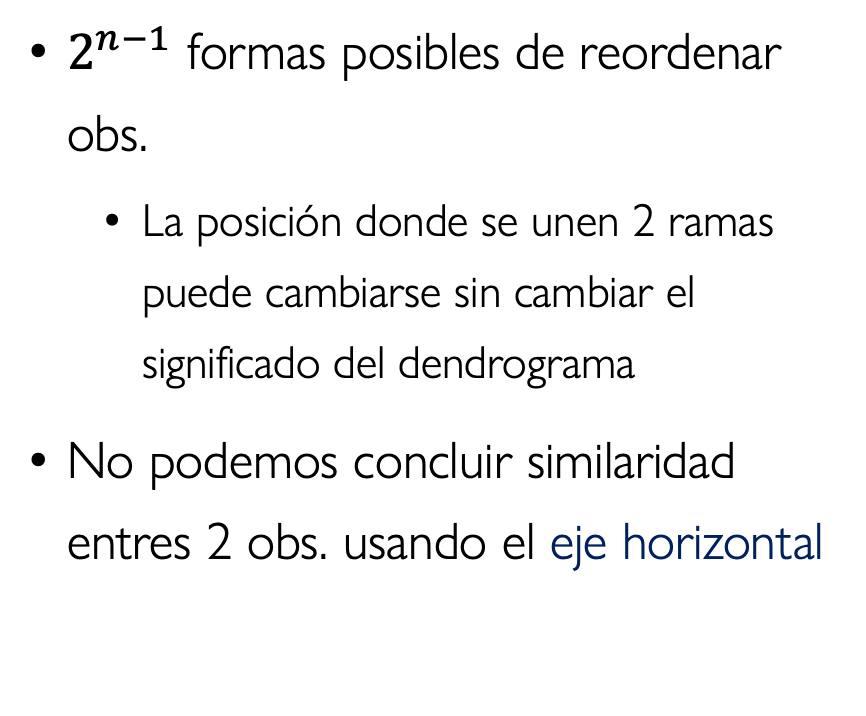 • 2ⁿ⁻¹ formas posibles de reordenar
obs.
• La posición donde se unen 2 ramas
puede cambiarse sin cambiar el
significado del dendrograma
• No podemos concluir similaridad
entres 2 obs. usando el eje horizontal